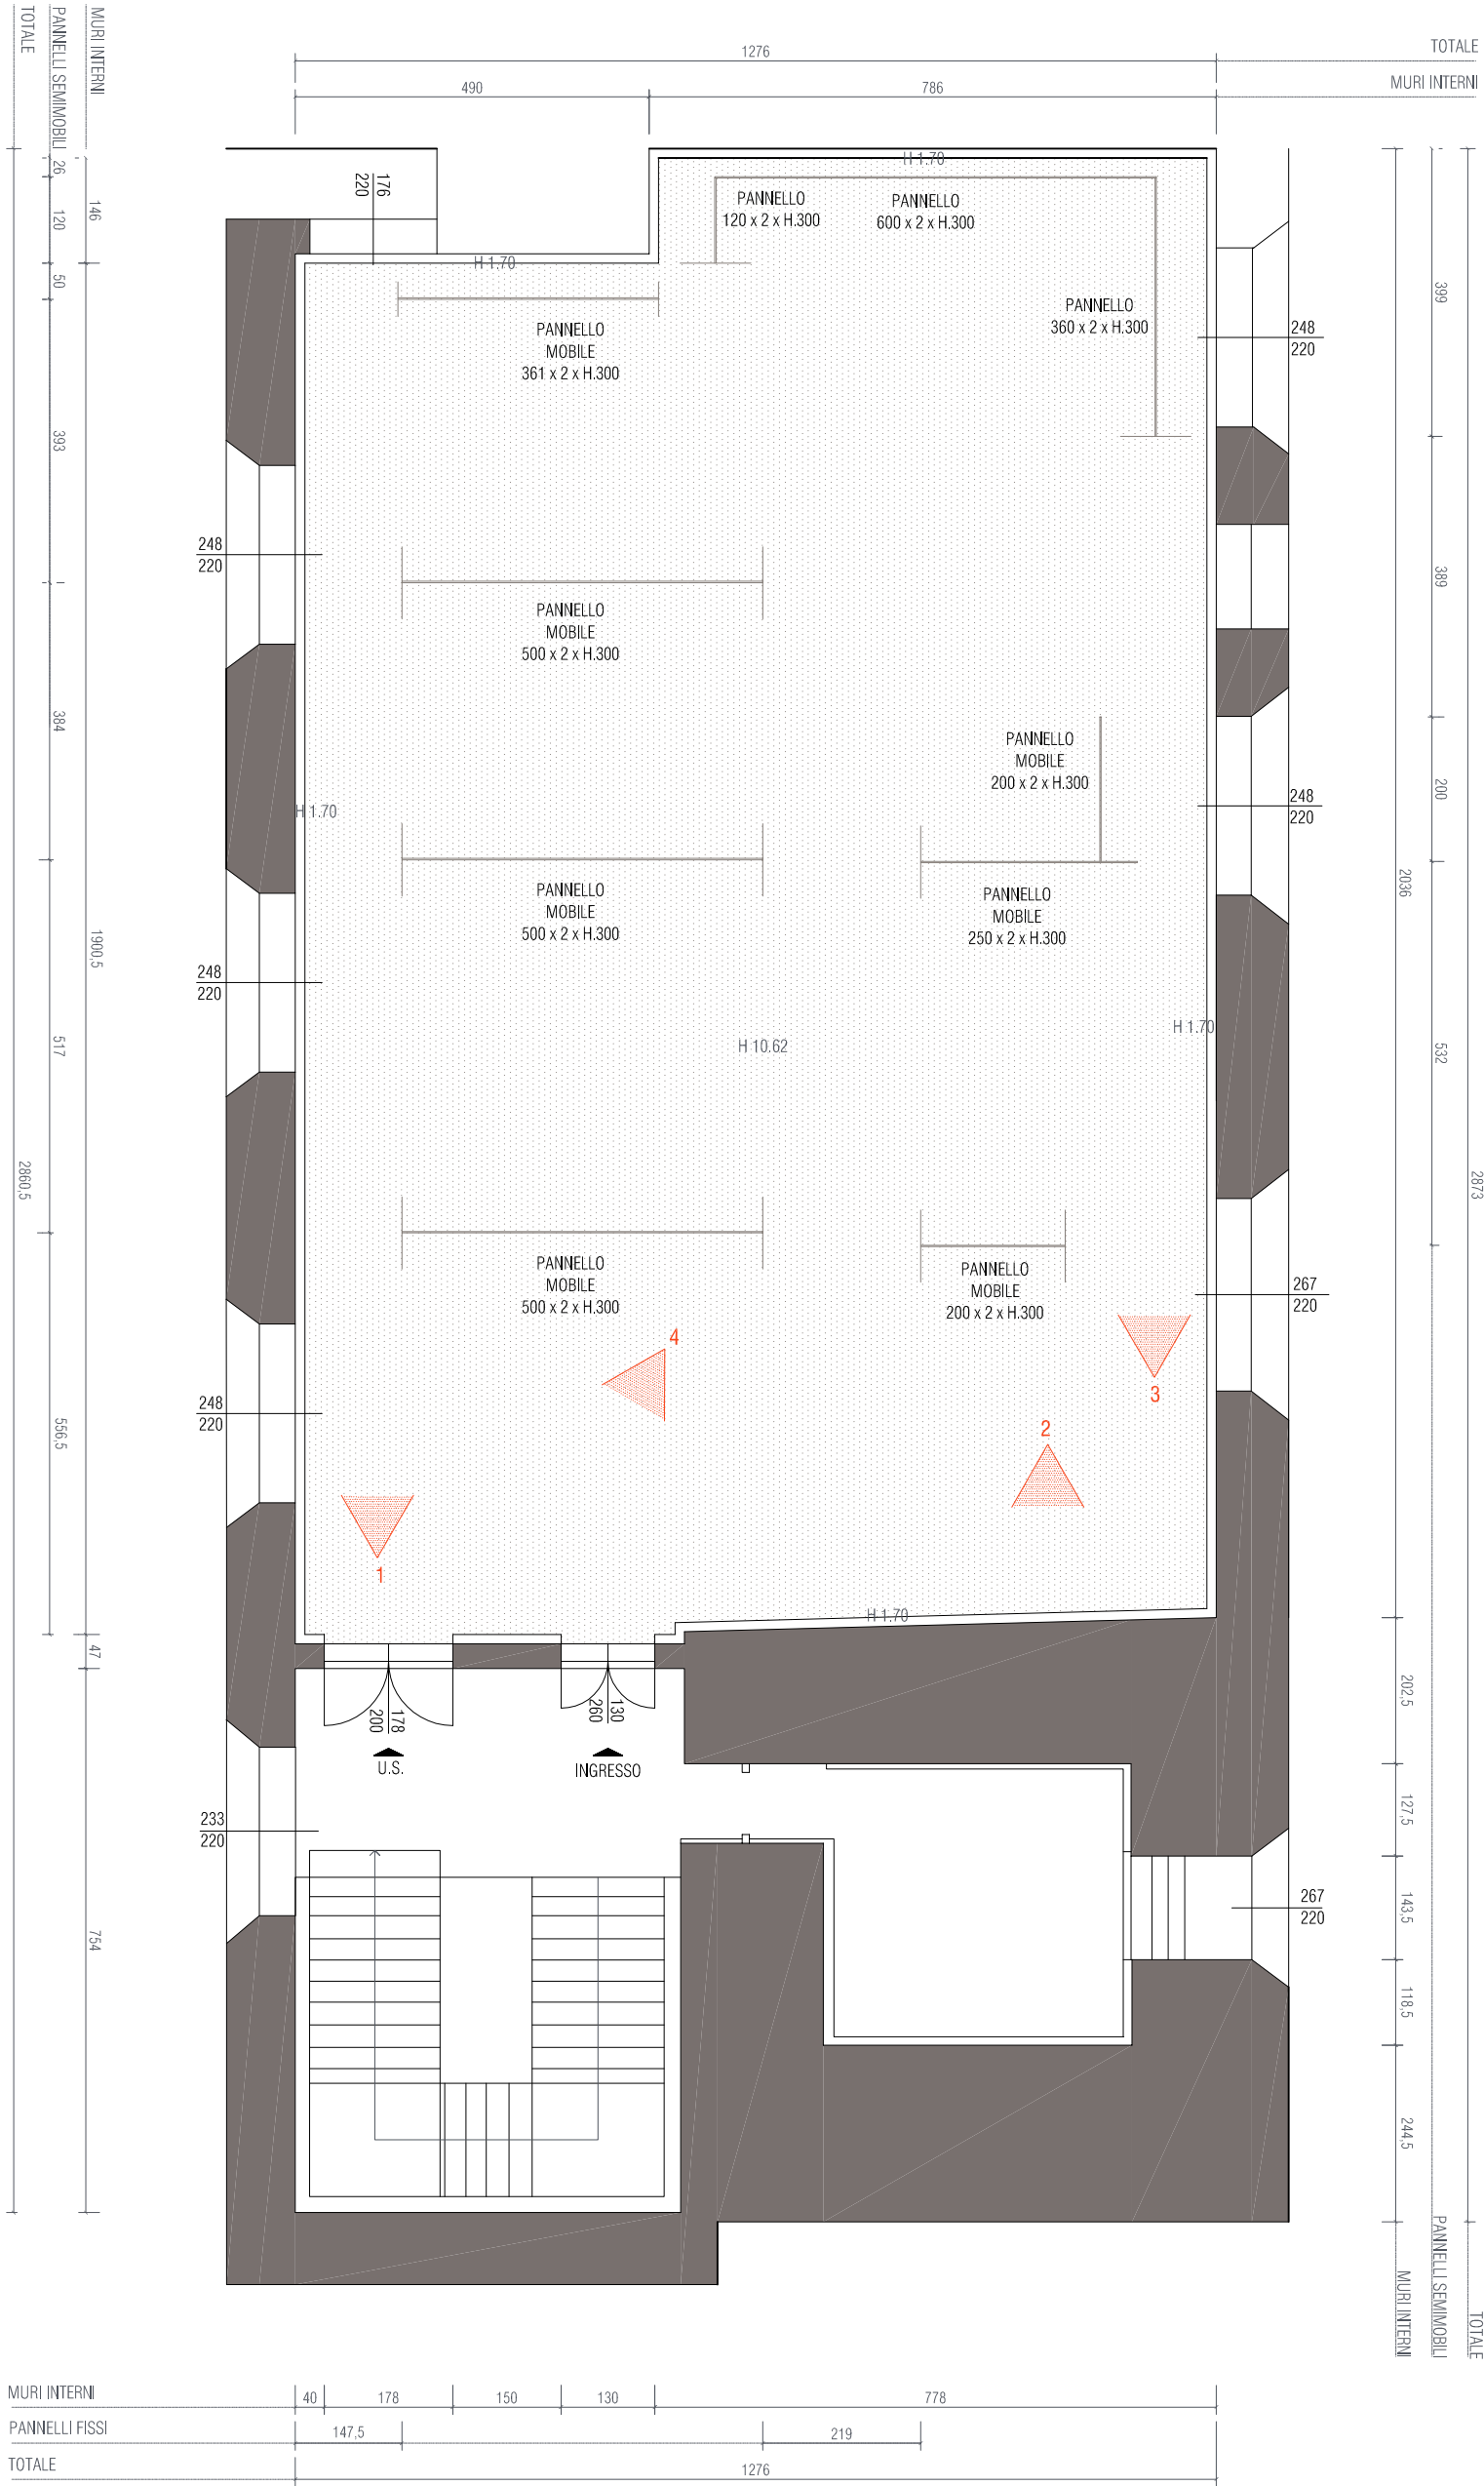 TOTALE
1276
MURI INTERNI
490
786
MURI INTERNI
PANNELLI SEMIMOBILI
TOTALE
H 1.70
176
220
PANNELLO
120 x 2 x H.300
PANNELLO
600 x 2 x H.300
H 1.70
PANNELLO
360 x 2 x H.300
PANNELLO
MOBILE
361 x 2 x H.300
248
220
248
220
PANNELLO
MOBILE
500 x 2 x H.300
PANNELLO
MOBILE
200 x 2 x H.300
248
220
H 1.70
PANNELLO
MOBILE
500 x 2 x H.300
PANNELLO
MOBILE
250 x 2 x H.300
248
220
H 10.62
H 1.70
PANNELLO
MOBILE
500 x 2 x H.300
PANNELLO
MOBILE
200 x 2 x H.300
267
220
4
3
2
248
220
1
H 1.70
178
200
130
260
U.S.
INGRESSO
233
220
267
220
26
120
50
393
384
517
556,5
146
1900,5
47
754
2860,5
399
389
200
532
2036
202,5
127,5
143,5
118,5
244,5
2873
PANNELLI SEMIMOBILI
MURI INTERNI
TOTALE
MURI INTERNI
40
178
150
130
778
PANNELLI FISSI
147,5
219
TOTALE
1276